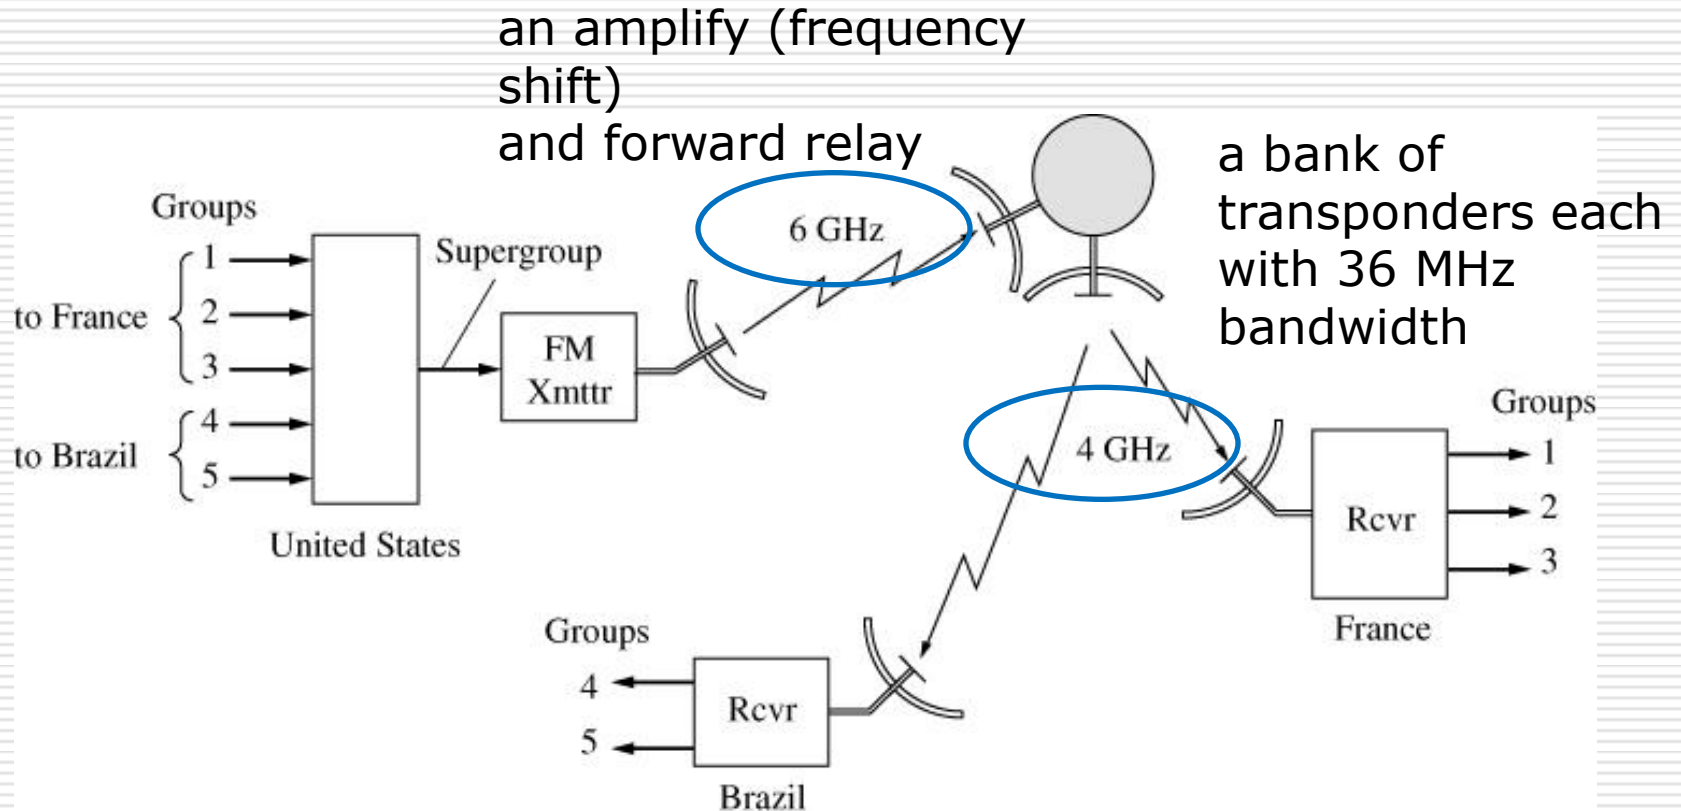 an amplify (frequency
shift)
and forward relay
a bank of
transponders each
with 36 MHz
bandwidth
Groups
1
to France
2
3
4
to Brazil
5
United States
Supergroup
FM
Xmttr
6 GHz
4 GHz
Groups
1
Rcvr
2
3
France
Groups
4
Rcvr
5
Brazil